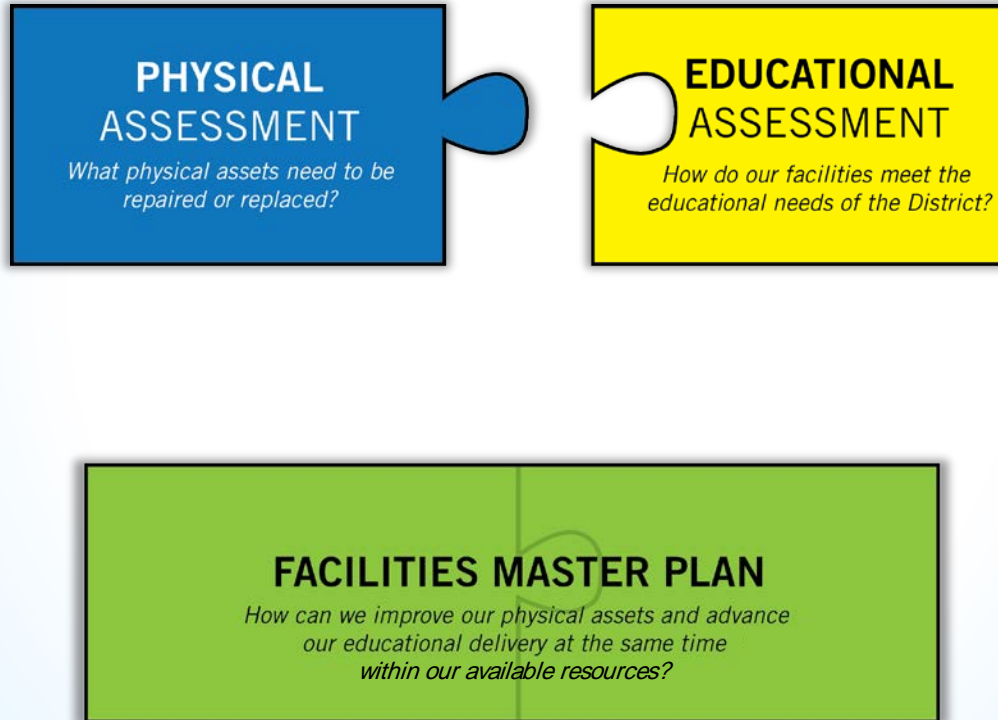 PHYSICAL
ASSESSMENT
What physical assets need to be
repaired or replaced?
EDUCATIONAL
ASSESSMENT
How do our facilities meet the
educational needs of the District?
FACILITIES MASTER PLAN
How can we improve our physical assets and advance
our educational delivery at the same time
within our available resources?